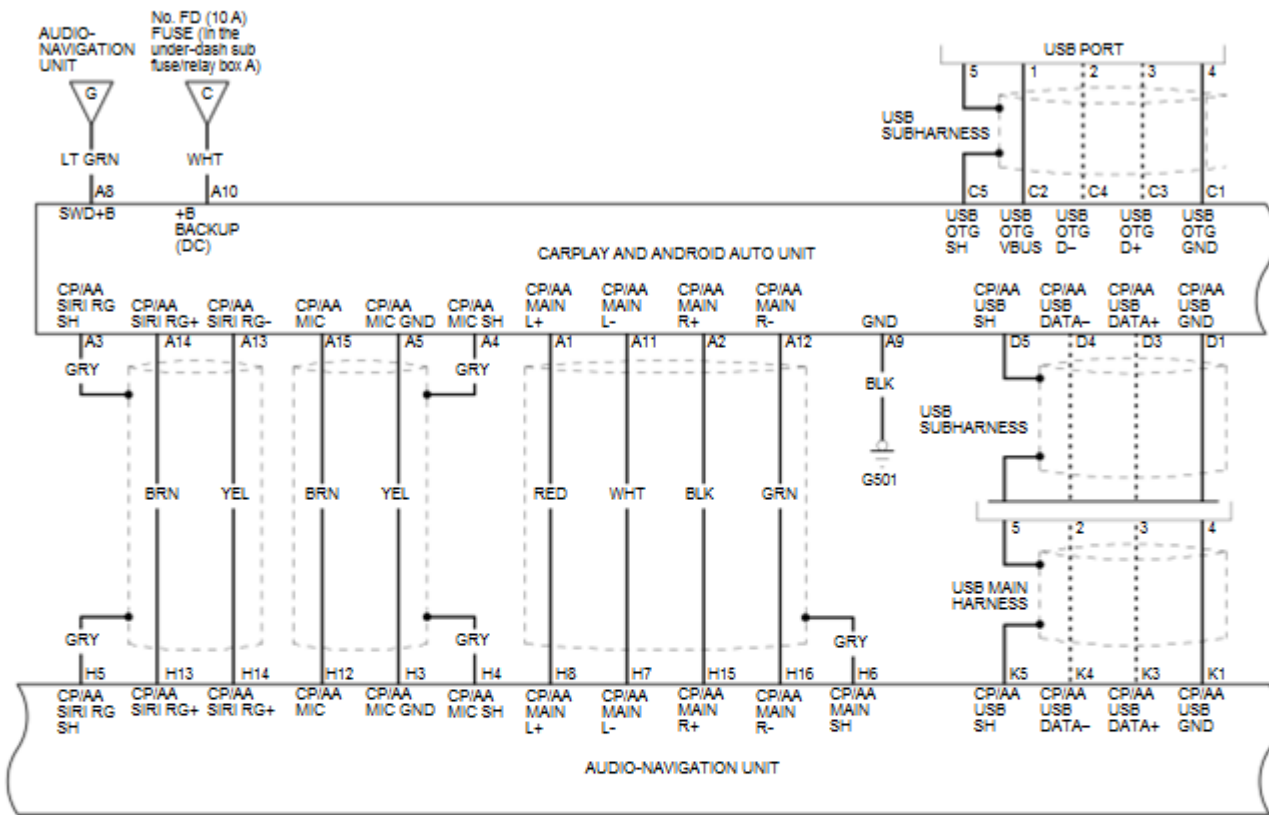 No. FD (10 A)
FUSE (In the
under-dash sub
fuse/relay box A)
AUDIO-
NAVIGATION
UNIT
G
C
LT GRN
WHT
A8
A10
USB PORT
5
1
2
3
4
USB
SUBHARNESS
C5
C2
C4
C3
C1
SWD+B
+B
BACKUP
(DC)
USB
OTG
SH
USB
OTG
VBUS
USB
OTG
D–
USB
OTG
D+
USB
OTG
GND
CARPLAY AND ANDROID AUTO UNIT
CP/AA
SIRI RG
SH
CP/AA
SIRI RG+
CP/AA
SIRI RG-
CP/AA
MIC
CP/AA
MIC GND
CP/AA
MIC SH
CP/AA
MAIN
L+
CP/AA
MAIN
L-
CP/AA
MAIN
R+
CP/AA
MAIN
R-
GND
CP/AA
USB
SH
CP/AA
USB
DATA–
CP/AA
USB
DATA+
CP/AA
USB
GND
A3
A14
A13
A15
A5
A4
A1
A11
A2
A12
A9
D5
D4
D3
D1
GRY
GRY
BLK
G501
USB
SUBHARNESS
BRN
YEL
BRN
YEL
RED
WHT
BLK
GRN
5
2
3
4
USB MAIN
HARNESS
GRY
GRY
GRY
H5
H13
H14
H12
H3
H4
H8
H7
H15
H16
H6
K5
K4
K3
K1
CP/AA
SIRI RG
SH
CP/AA
SIRI RG+
CP/AA
SIRI RG+
CP/AA
MIC
CP/AA
MIC GND
CP/AA
MIC SH
CP/AA
MAIN
L+
CP/AA
MAIN
L-
CP/AA
MAIN
R+
CP/AA
MAIN
R-
CP/AA
MAIN
SH
CP/AA
USB
SH
CP/AA
USB
DATA–
CP/AA
USB
DATA+
CP/AA
USB
GND
AUDIO-NAVIGATION UNIT